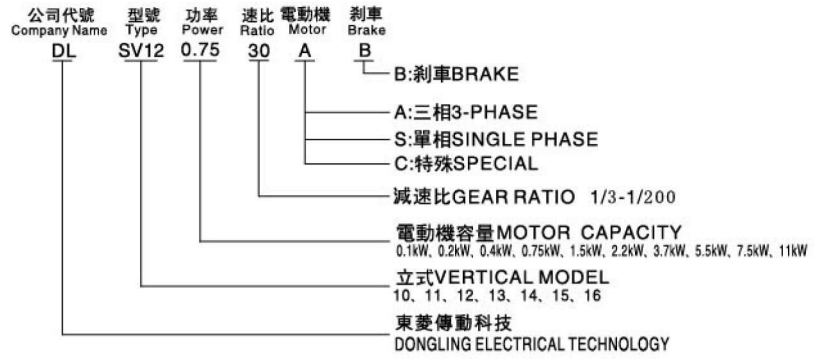 公司代號 型號 功率 速比 電動機 刹車
Company Name Type Power Ratio Motor Brake
DL SV12 0.75 30 A B
B:刹車BRAKE
A:三相3-PHASE
S:單相SINGLE PHASE
C:特殊SPECIAL
減速比GEAR RATIO 1/3-1/200
電動機容量MOTOR CAPACITY
0.1kW、0.2kW、0.4kW、0.75kW、1.5kW、2.2kW、3.7kW、5.5kW、7.5kW、11kW
立式VERTICAL MODEL
10、11、12、13、14、15、16
東菱傳動科技
DONGLING ELECTRICAL TECHNOLOGY